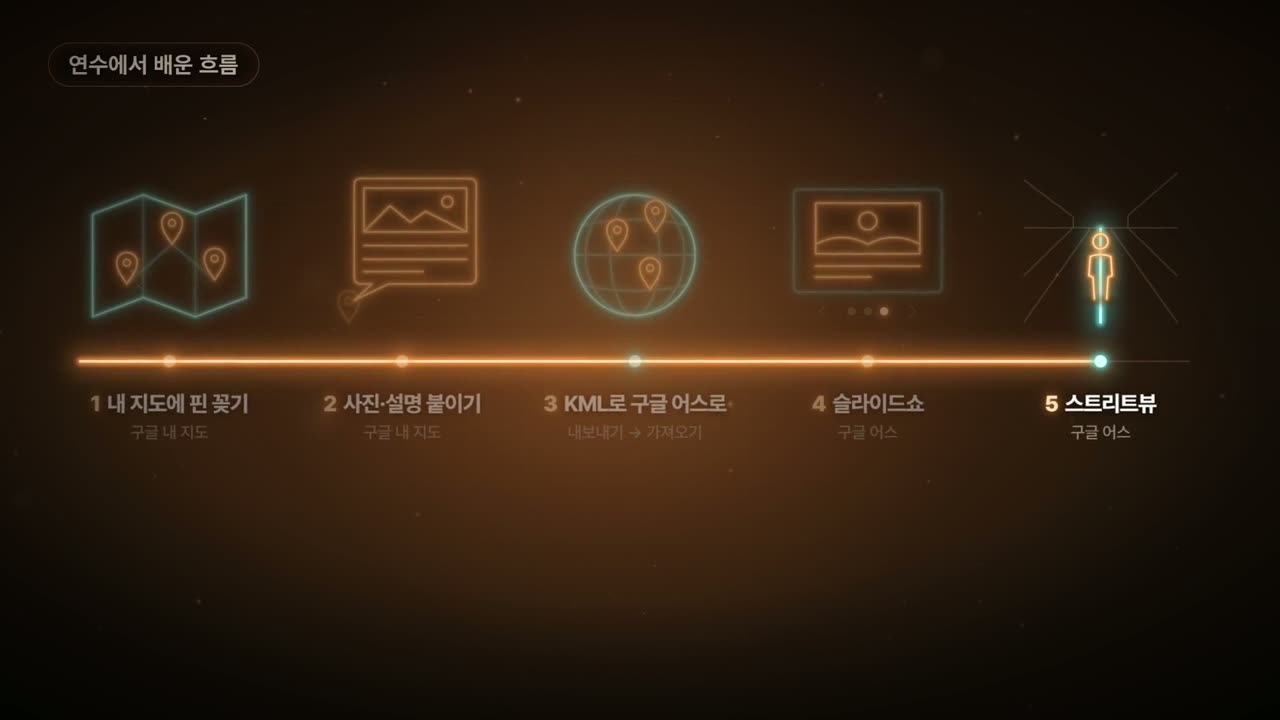 연수에서 배운 흐름
1 내 지도에 핀 꽂기
구글 내 지도
2 사진·설명 붙이기
구글 내 지도
3 KML로 구글 어스로
내보내기 → 가져오기
4 슬라이드쇼
구글 어스
5 스트리트뷰
구글 어스